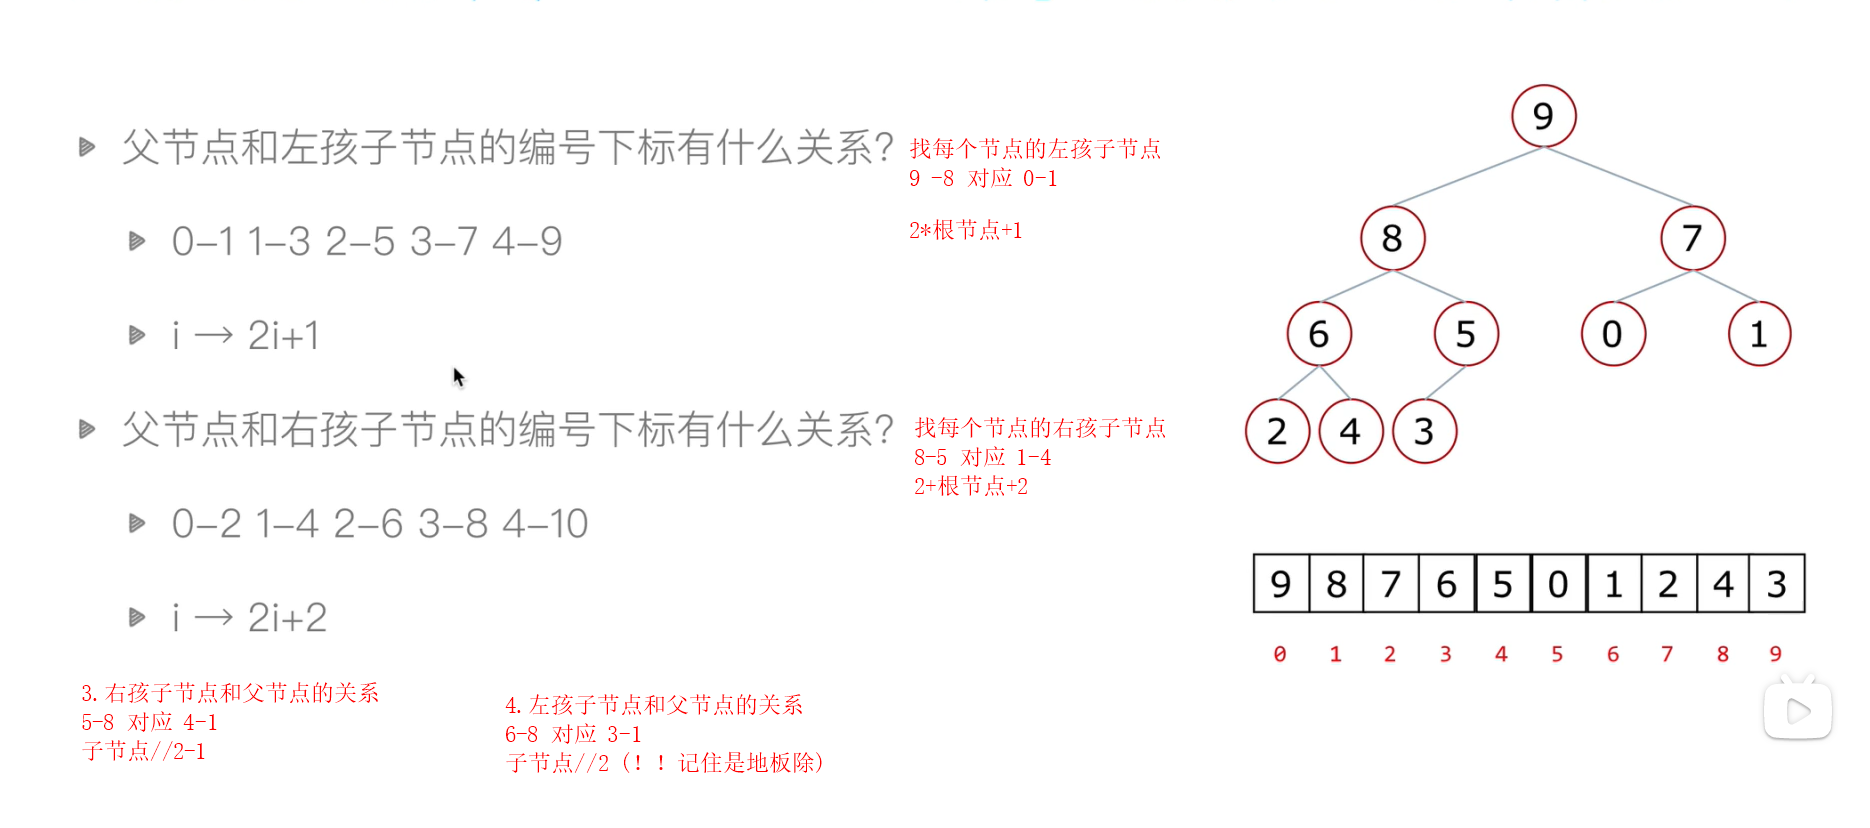 父节点和左孩子节点的编号下标有什么关系?
0-1 1-3 2-5 3-7 4-9
i → 2i+1
父节点和右孩子节点的编号下标有什么关系?
0-2 1-4 2-6 3-8 4-10
i → 2i+2
找每个节点的左孩子节点
9 -8 对应 0-1
2*根节点+1
找每个节点的右孩子节点
8-5 对应 1-4
2+根节点+2
3.右孩子节点和父节点的关系
5-8 对应 4-1
子节点//2-1
4.左孩子节点和父节点的关系
6-8 对应 3-1
子节点//2（！！记住是地板除）
9
8 7
6 5 0 1
2 4 3
9 8 7 6 5 0 1 2 4 3
0 1 2 3 4 5 6 7 8 9